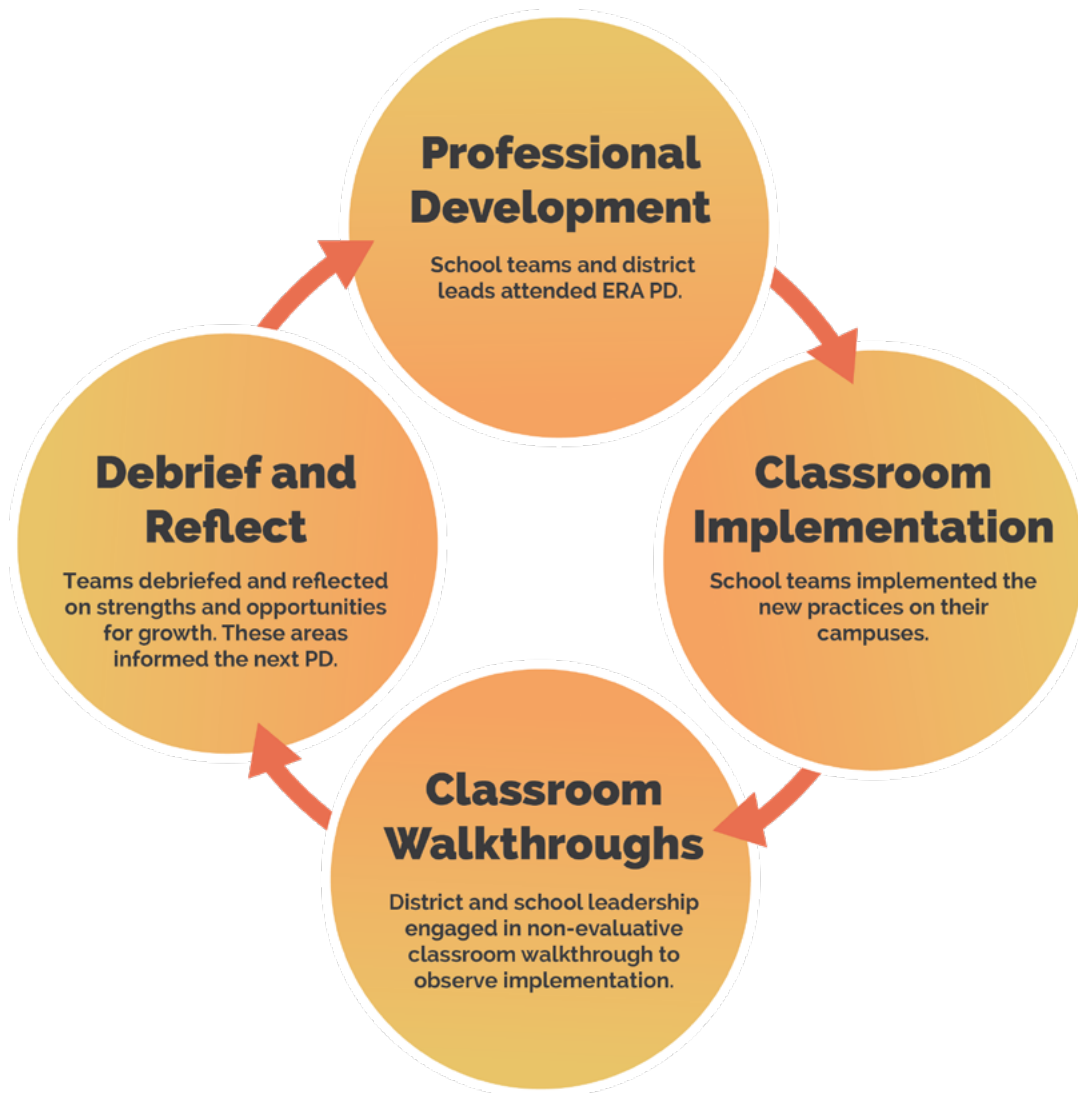 Professional
Development
School teams and district
leads attended ERA PD.
Classroom
Implementation
School teams implemented the
new practices on their
campuses.
Classroom
Walkthroughs
District and school leadership
engaged in non-evaluative
classroom walkthrough to
observe implementation.
Debrief and
Reflect
Teams debriefed and reflected
on strengths and opportunities
for growth. These areas
informed the next PD.